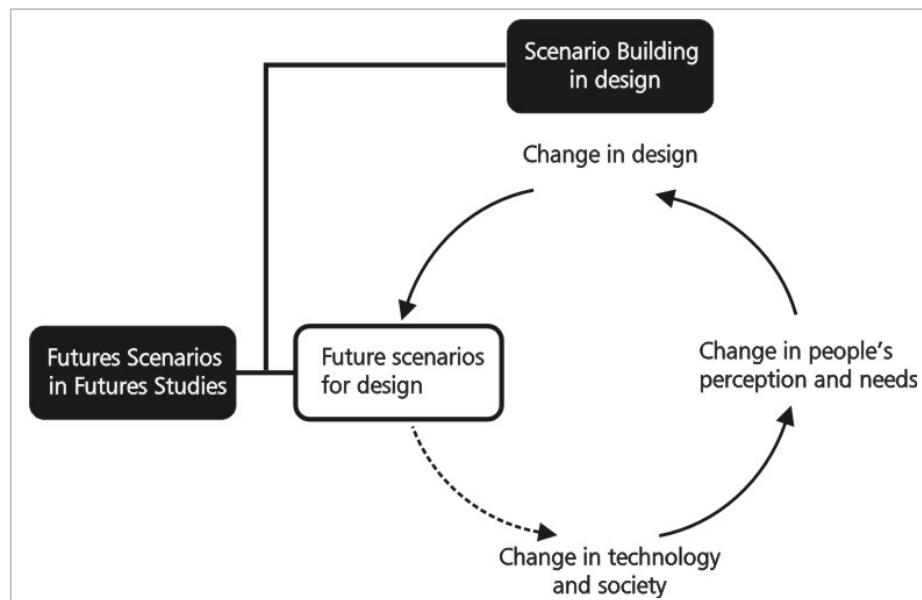 Scenario Building
in design
Change in design
Futures Scenarios
in Futures Studies
Future scenarios
for design
Change in people's
perception and needs
Change in technology
and society